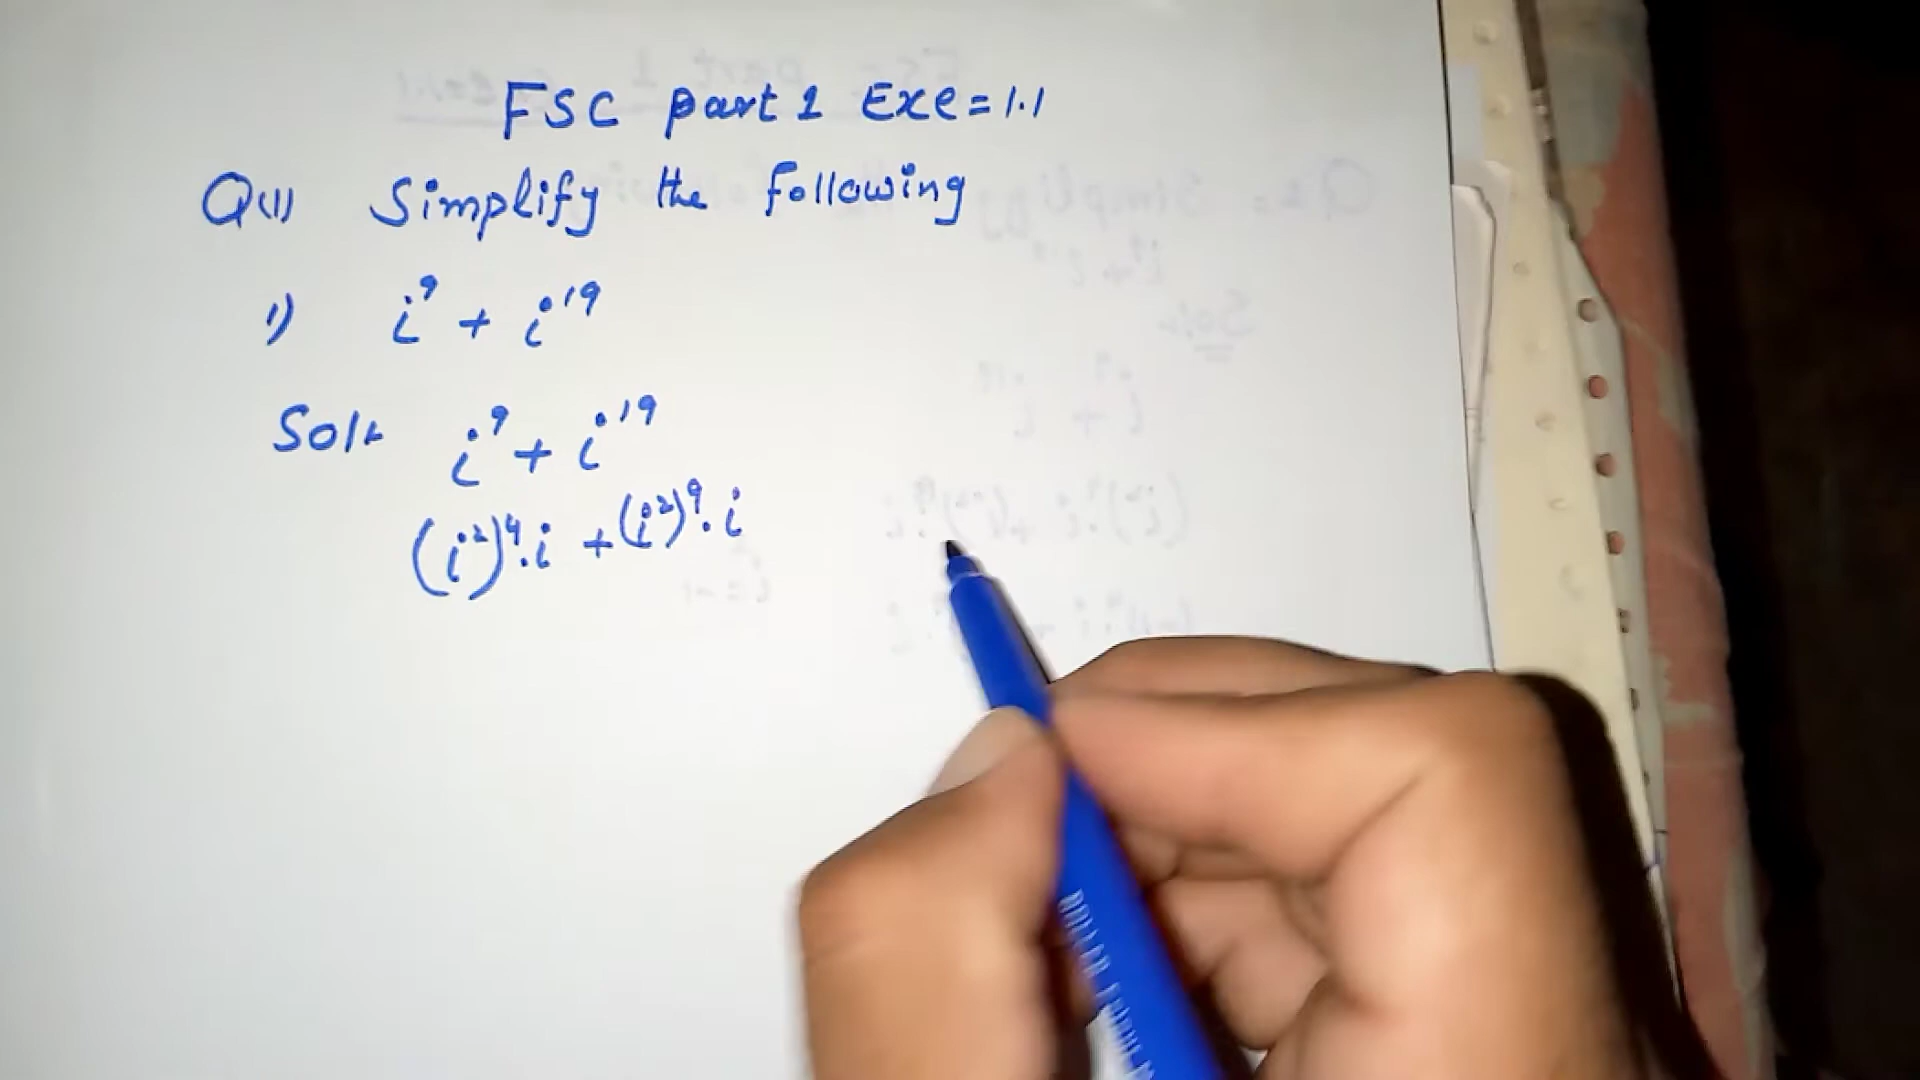 FSC part 1 Exe=1.1
Q(1) Simplify the following
1) i⁹ + i¹⁹
Sol:- i⁹ + i¹⁹
(i²)⁴.i + (i²)⁹.i
DOLLAR